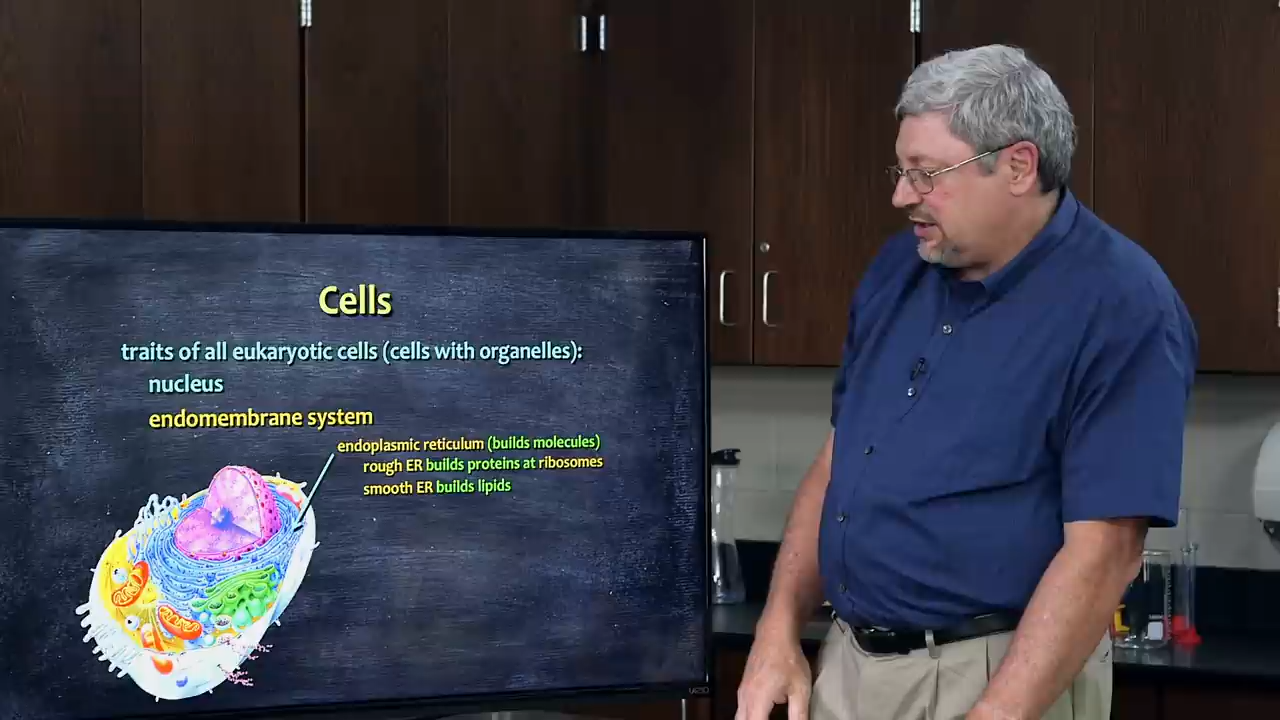 Cells
traits of all eukaryotic cells (cells with organelles):
nucleus
endomembrane system
endoplasmic reticulum (builds molecules)
rough ER builds proteins at ribosomes
smooth ER builds lipids